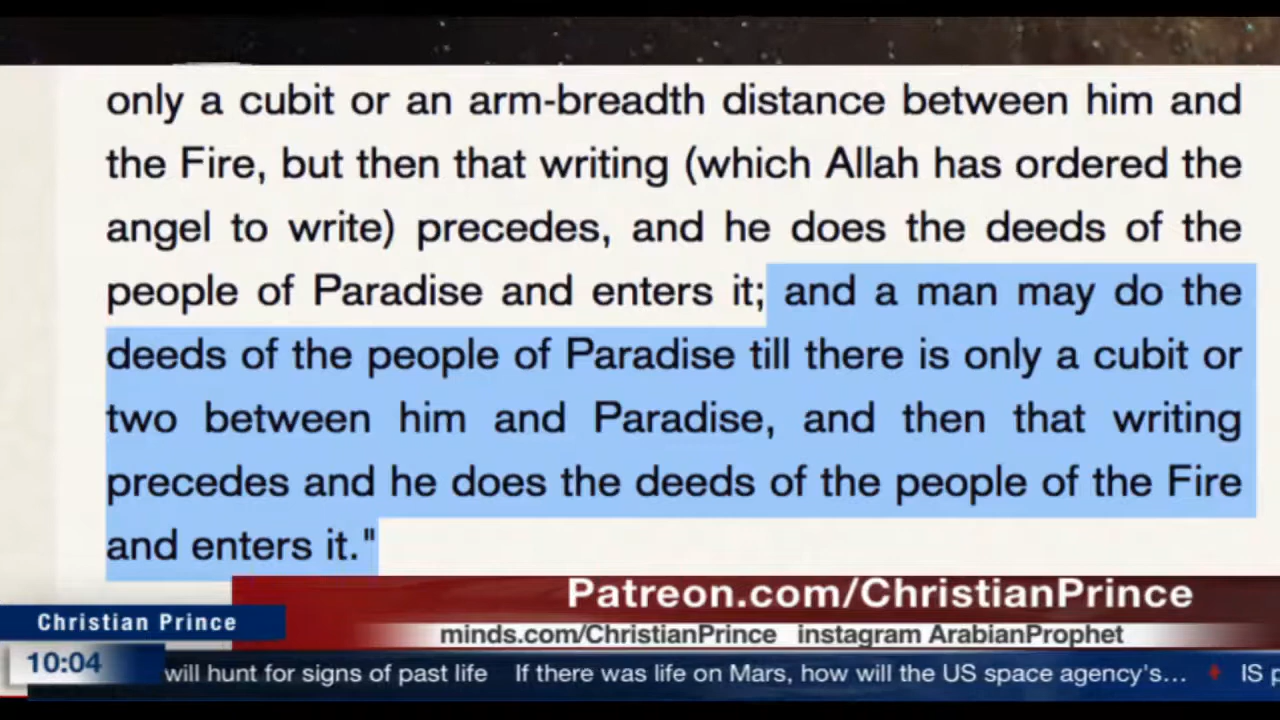 only a cubit or an arm-breadth distance between him and
the Fire, but then that writing (which Allah has ordered the
angel to write) precedes, and he does the deeds of the
people of Paradise and enters it; and a man may do the
deeds of the people of Paradise till there is only a cubit or
two between him and Paradise, and then that writing
precedes and he does the deeds of the people of the Fire
and enters it."
Patreon.com/ChristianPrince
Christian Prince
minds.com/ChristianPrince instagram ArabianProphet
10:04
will hunt for signs of past life If there was life on Mars, how will the US space agency's... IS